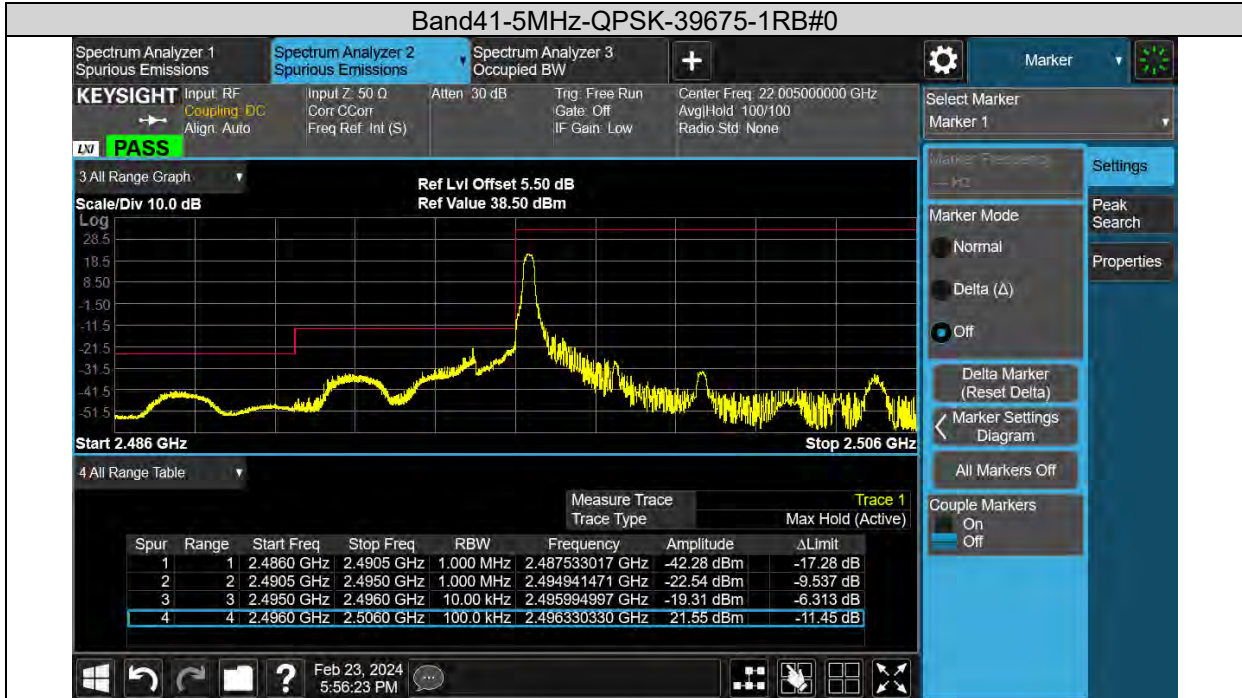 Band41-5MHz-QPSK-39675-1RB#0
Spectrum Analyzer 1
Spurious Emissions
Spectrum Analyzer 2
Spurious Emissions
Spectrum Analyzer 3
Occupied BW
Marker
KEYSIGHT
Input: RF
Coupling: DC
Align: Auto
Input Z: 50 Ω
Corr CCorr
Freq Ref: Int (S)
Atten: 30 dB
Trig: Free Run
Gate: Off
IF Gain: Low
Center Freq: 22.005000000 GHz
Avg|Hold: 100/100
Radio Std: None
LXI PASS
Select Marker
Marker 1
3 All Range Graph
Ref Lvl Offset 5.50 dB
Scale/Div 10.0 dB
Ref Value 38.50 dBm
Log
28.5
18.5
8.50
-1.50
-11.5
-21.5
-31.5
-41.5
-51.5
Start 2.486 GHz
Stop 2.506 GHz
Marker Frequency
--- Hz
Settings
Marker Mode
Normal
Delta (Δ)
Off
Peak
Search
Properties
Delta Marker
(Reset Delta)
Marker Settings
Diagram
All Markers Off
Couple Markers
On
Off
4 All Range Table
Measure Trace Trace 1
Trace Type Max Hold (Active)
Spur Range Start Freq Stop Freq RBW Frequency Amplitude ΔLimit
1 1 2.4860 GHz 2.4905 GHz 1.000 MHz 2.487533017 GHz -42.28 dBm -17.28 dB
2 2 2.4905 GHz 2.4950 GHz 1.000 MHz 2.494941471 GHz -22.54 dBm -9.537 dB
3 3 2.4950 GHz 2.4960 GHz 10.00 kHz 2.495994997 GHz -19.31 dBm -6.313 dB
4 4 2.4960 GHz 2.5060 GHz 100.0 kHz 2.496330330 GHz 21.55 dBm -11.45 dB
Feb 23, 2024
5:56:23 PM